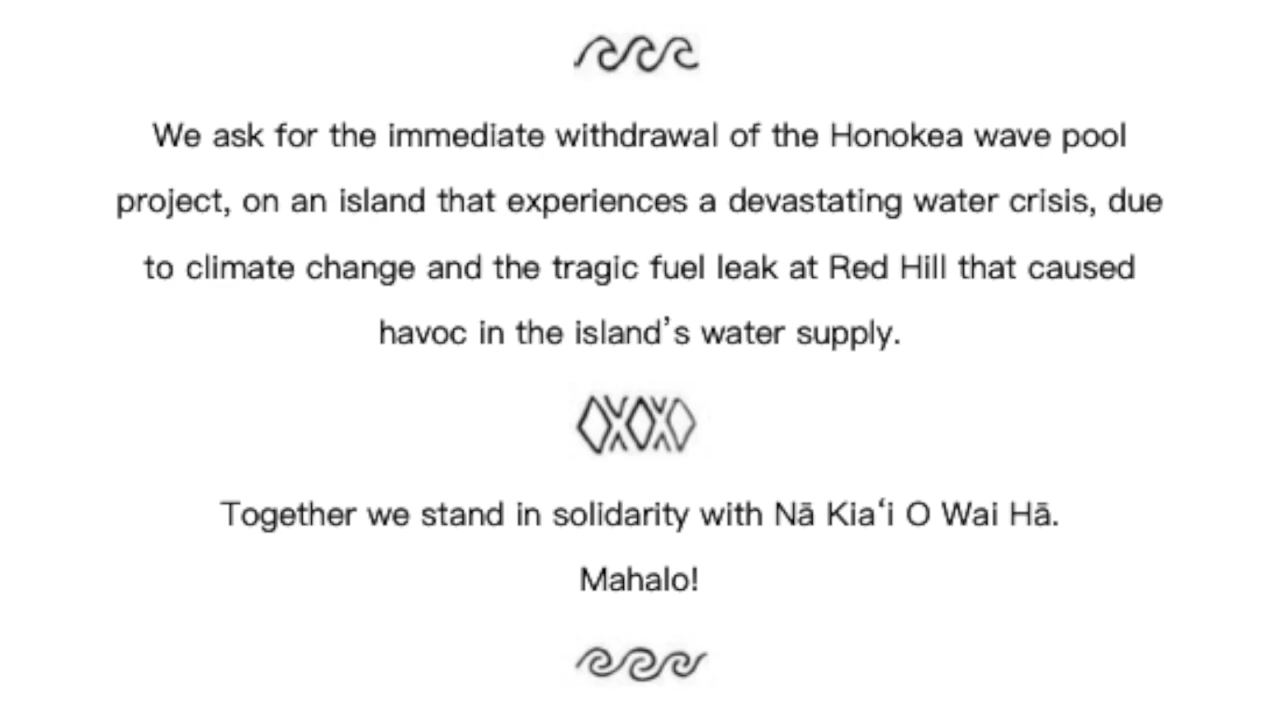 We ask for the immediate withdrawal of the Honokea wave pool
project, on an island that experiences a devastating water crisis, due
to climate change and the tragic fuel leak at Red Hill that caused
havoc in the island’s water supply.
Together we stand in solidarity with Nā Kiaʻi O Wai Hā.
Mahalo!